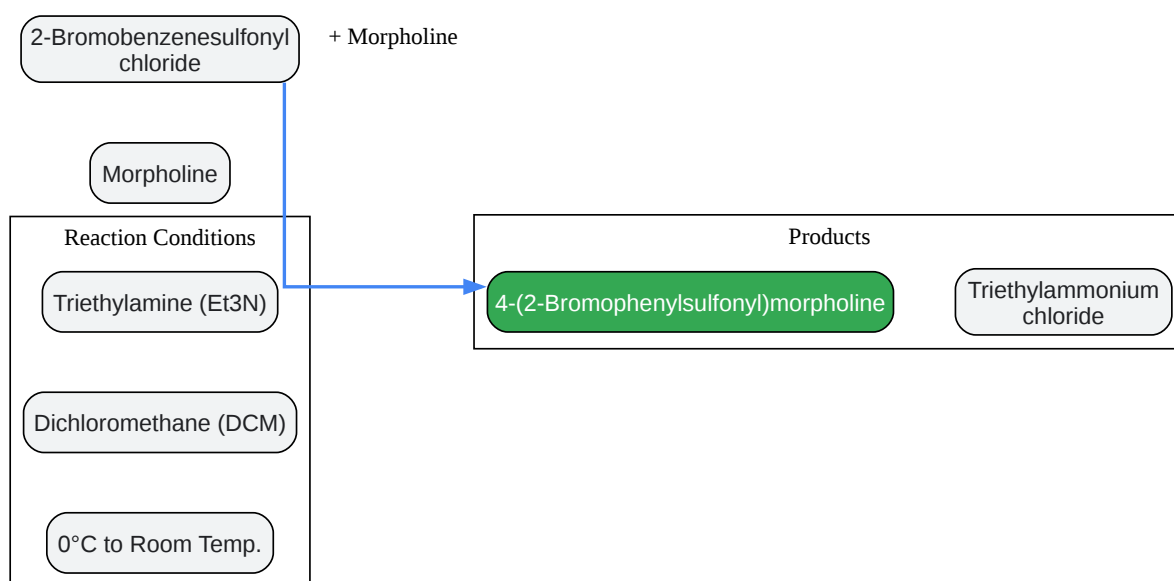 2-Bromobenzenesulfonyl
chloride
+ Morpholine
Morpholine
Reaction Conditions
Triethylamine (Et3N)
Dichloromethane (DCM)
0°C to Room Temp.
Products
4-(2-Bromophenylsulfonyl)morpholine
Triethylammonium
chloride